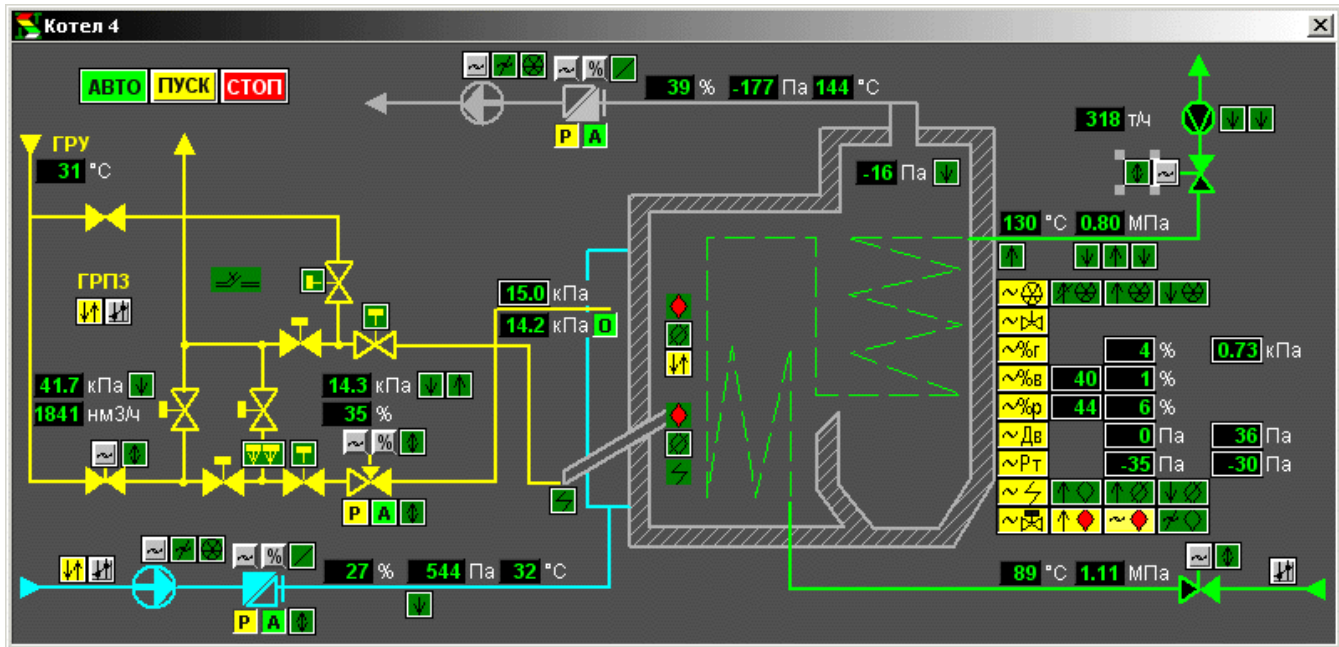 Котел 4
АВТО ПУСК СТОП
39 % -177 Па 144 °C
%
P A
318 т/ч
ГРУ
31 °C
-16 Па
130 °C 0.80 МПа
ГРП3
15.0 кПа
14.2 кПа 0
~%г 4 % 0.73 кПа
~%в 40 1 %
~%р 44 6 %
~Дв 0 Па 36 Па
~Рт -35 Па -30 Па
41.7 кПа
1841 нм3/ч
14.3 кПа
35 %
%
P A
89 °C 1.11 МПа
%
27 % 544 Па 32 °C
P A